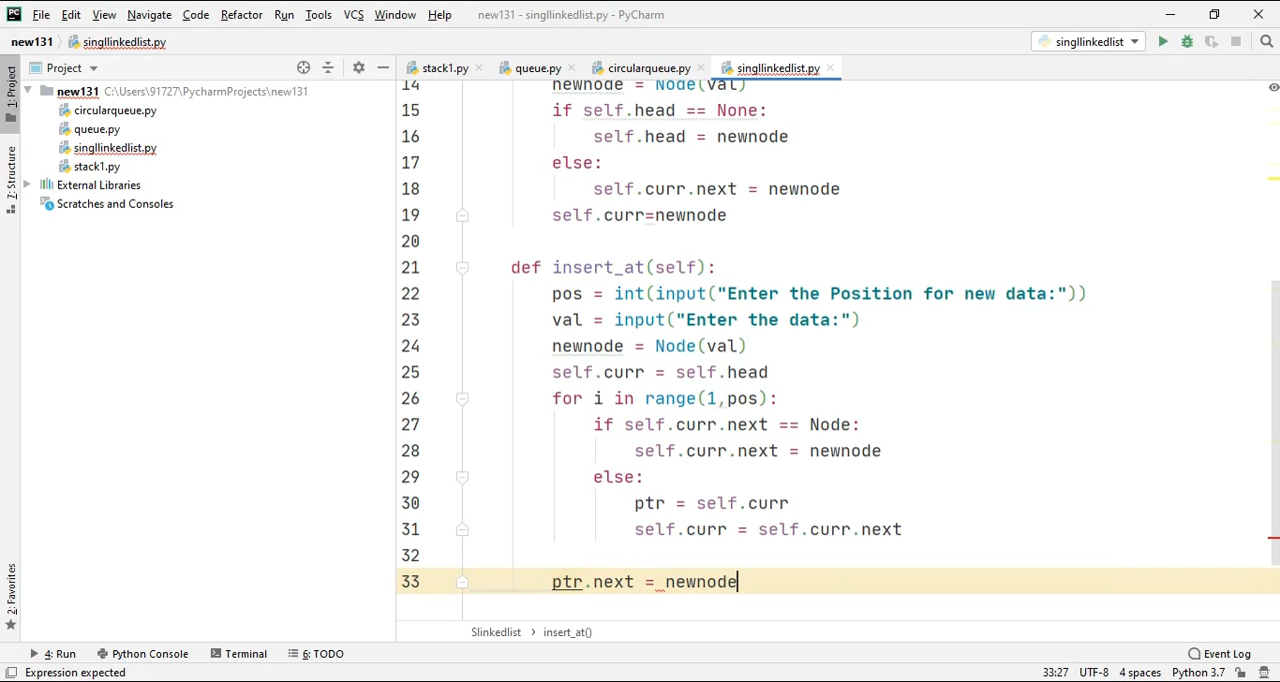 File Edit View Navigate Code Refactor Run Tools VCS Window Help new131 - singllinkedlist.py - PyCharm
new131 singllinkedlist.py singllinkedlist
Project stack1.py queue.py circularqueue.py singllinkedlist.py
new131 C:\Users\91727\PycharmProjects\new131
circularqueue.py
queue.py
singllinkedlist.py
stack1.py
External Libraries
Scratches and Consoles
1: Project
7: Structure
2: Favorites
14 newnode = Node(val)
15 if self.head == None:
16 self.head = newnode
17 else:
18 self.curr.next = newnode
19 self.curr=newnode
20
21 def insert_at(self):
22 pos = int(input("Enter the Position for new data:"))
23 val = input("Enter the data:")
24 newnode = Node(val)
25 self.curr = self.head
26 for i in range(1,pos):
27 if self.curr.next == Node:
28 self.curr.next = newnode
29 else:
30 ptr = self.curr
31 self.curr = self.curr.next
32
33 ptr.next = newnode
Slinkedlist › insert_at()
4: Run Python Console Terminal 6: TODO Event Log
Expression expected 33:27 UTF-8 4 spaces Python 3.7